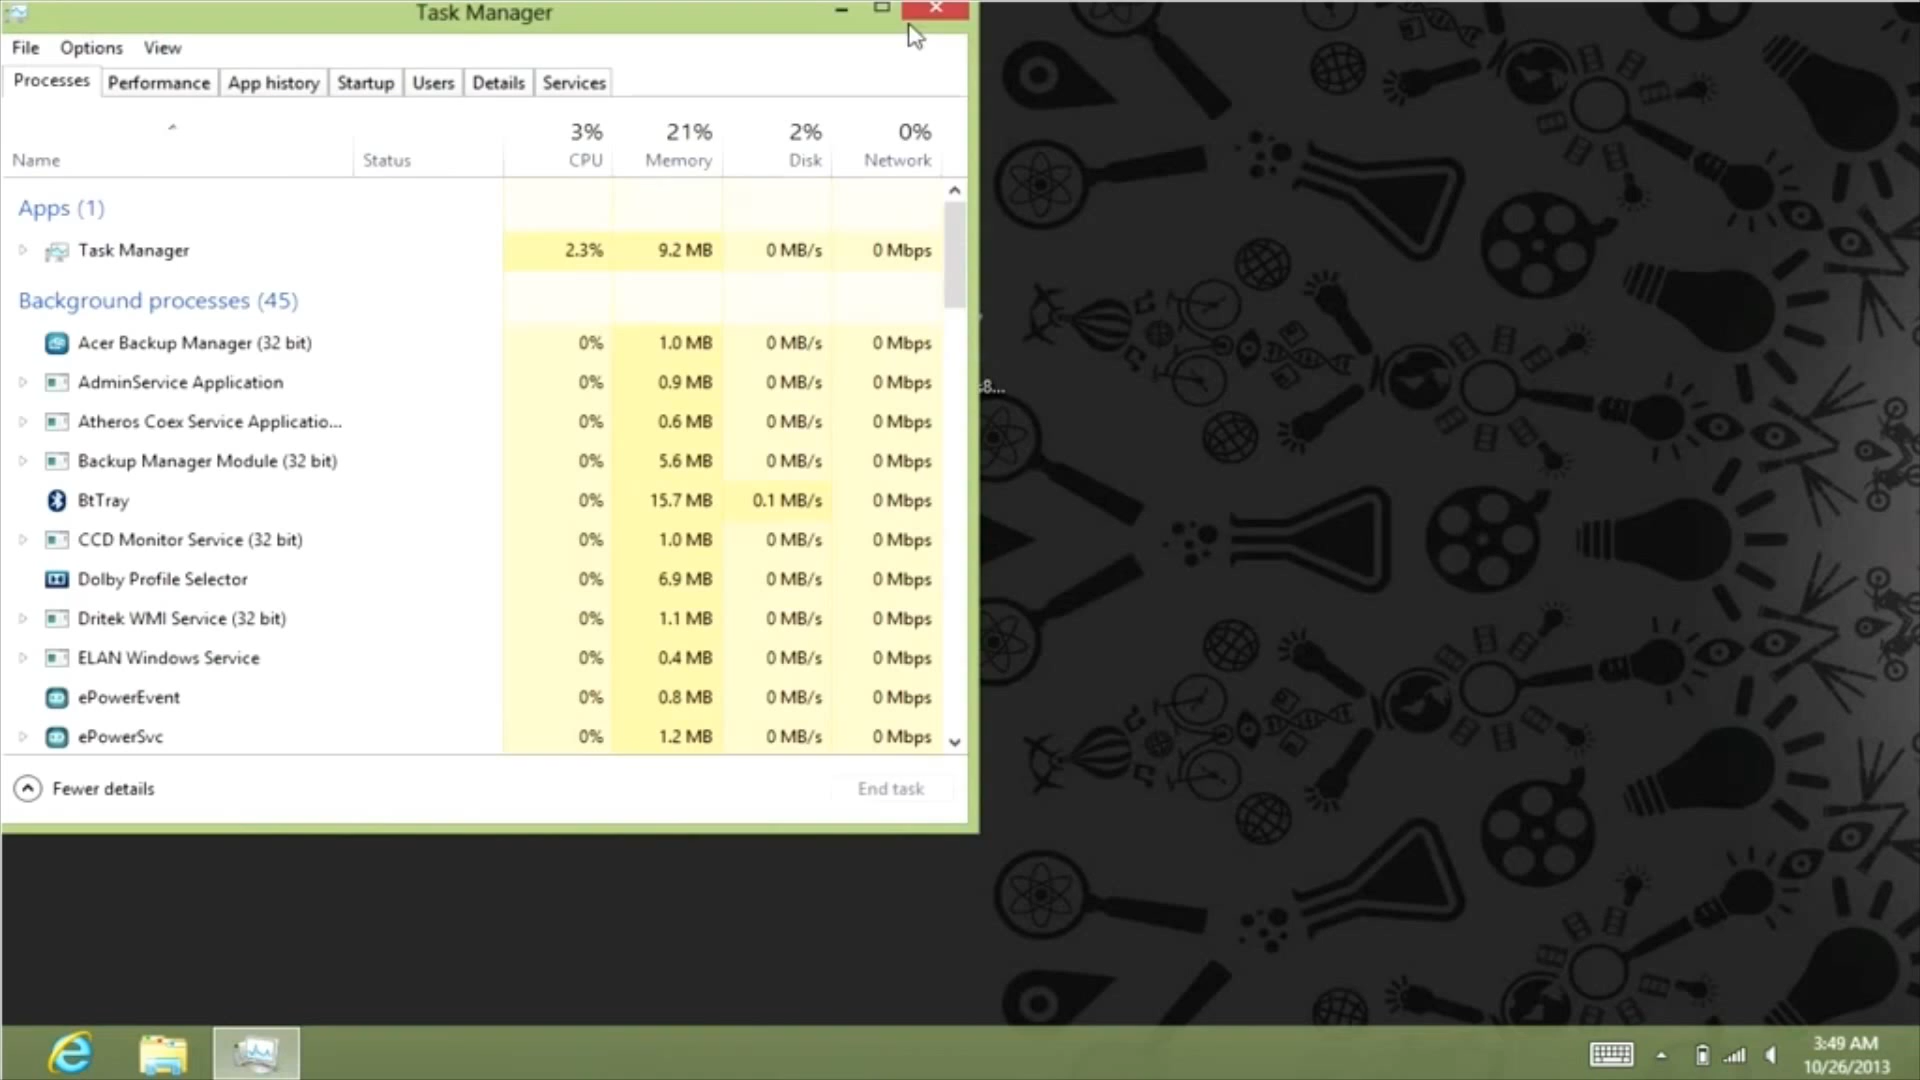 Task Manager
File Options View
Processes Performance App history Startup Users Details Services
3% 21% 2% 0%
Name Status CPU Memory Disk Network
Apps (1)
Task Manager 2.3% 9.2 MB 0 MB/s 0 Mbps
Background processes (45)
Acer Backup Manager (32 bit) 0% 1.0 MB 0 MB/s 0 Mbps
AdminService Application 0% 0.9 MB 0 MB/s 0 Mbps
Atheros Coex Service Applicatio... 0% 0.6 MB 0 MB/s 0 Mbps
Backup Manager Module (32 bit) 0% 5.6 MB 0 MB/s 0 Mbps
BtTray 0% 15.7 MB 0.1 MB/s 0 Mbps
CCD Monitor Service (32 bit) 0% 1.0 MB 0 MB/s 0 Mbps
Dolby Profile Selector 0% 6.9 MB 0 MB/s 0 Mbps
Dritek WMI Service (32 bit) 0% 1.1 MB 0 MB/s 0 Mbps
ELAN Windows Service 0% 0.4 MB 0 MB/s 0 Mbps
ePowerEvent 0% 0.8 MB 0 MB/s 0 Mbps
ePowerSvc 0% 1.2 MB 0 MB/s 0 Mbps
Fewer details End task
3:49 AM
10/26/2013